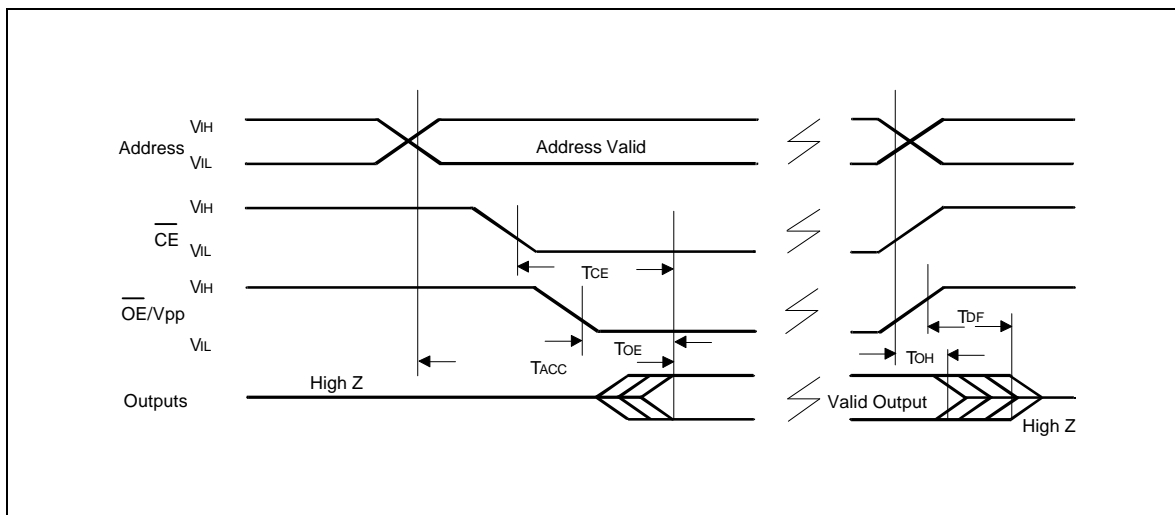 VIH
Address
Address Valid
VIL
VIH
CE
VIL
TCE
VIH
OE/Vpp
TDF
VIL
TOE
TOH
TACC
High Z
Outputs
Valid Output
High Z